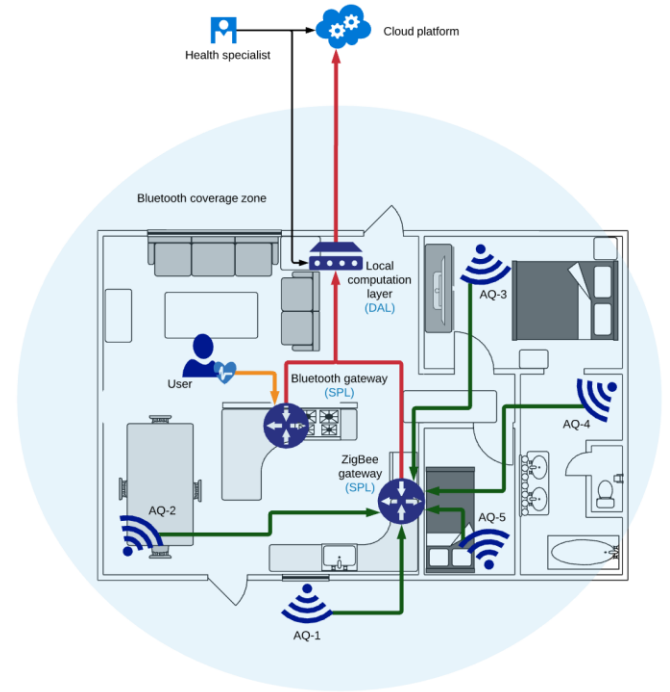 Cloud platform
Health specialist
Bluetooth coverage zone
Local
computation
layer
(DAL)
AQ-3
User
Bluetooth gateway
(SPL)
AQ-4
ZigBee
gateway
(SPL)
AQ-2
AQ-5
AQ-1